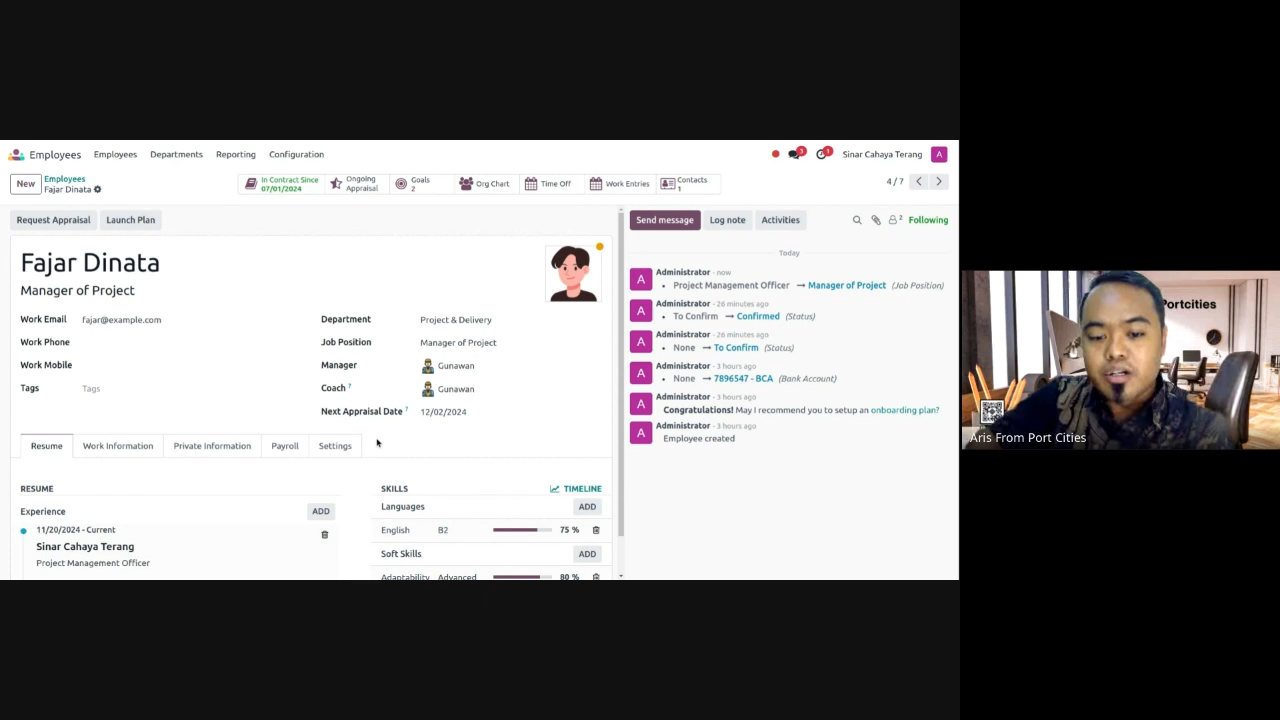 Employees Employees Departments Reporting Configuration 3 1 Sinar Cahaya Terang A
New Employees Fajar Dinata
In Contract Since 07/01/2024
Ongoing Appraisal
Goals 2
Org Chart
Time Off
Work Entries
Contacts 1
4 / 7
Request Appraisal Launch Plan
Fajar Dinata
Manager of Project
Work Email fajar@example.com
Work Phone
Work Mobile
Tags Tags
Department Project & Delivery
Job Position Manager of Project
Manager Gunawan
Coach ? Gunawan
Next Appraisal Date ? 12/02/2024
Resume Work Information Private Information Payroll Settings
RESUME
Experience ADD
11/20/2024 - Current
Sinar Cahaya Terang
Project Management Officer
SKILLS TIMELINE
Languages ADD
English B2 75 %
Soft Skills ADD
Adaptability Advanced 80 %
Send message Log note Activities 2 Following
Today
A Administrator - now
• Project Management Officer → Manager of Project (Job Position)
A Administrator - 26 minutes ago
• To Confirm → Confirmed (Status)
A Administrator - 26 minutes ago
• None → To Confirm (Status)
A Administrator - 3 hours ago
• None → 7896547 - BCA (Bank Account)
A Administrator - 3 hours ago
Congratulations! May I recommend you to setup an onboarding plan?
A Administrator - 3 hours ago
Employee created
Portcities
Aris From Port Cities